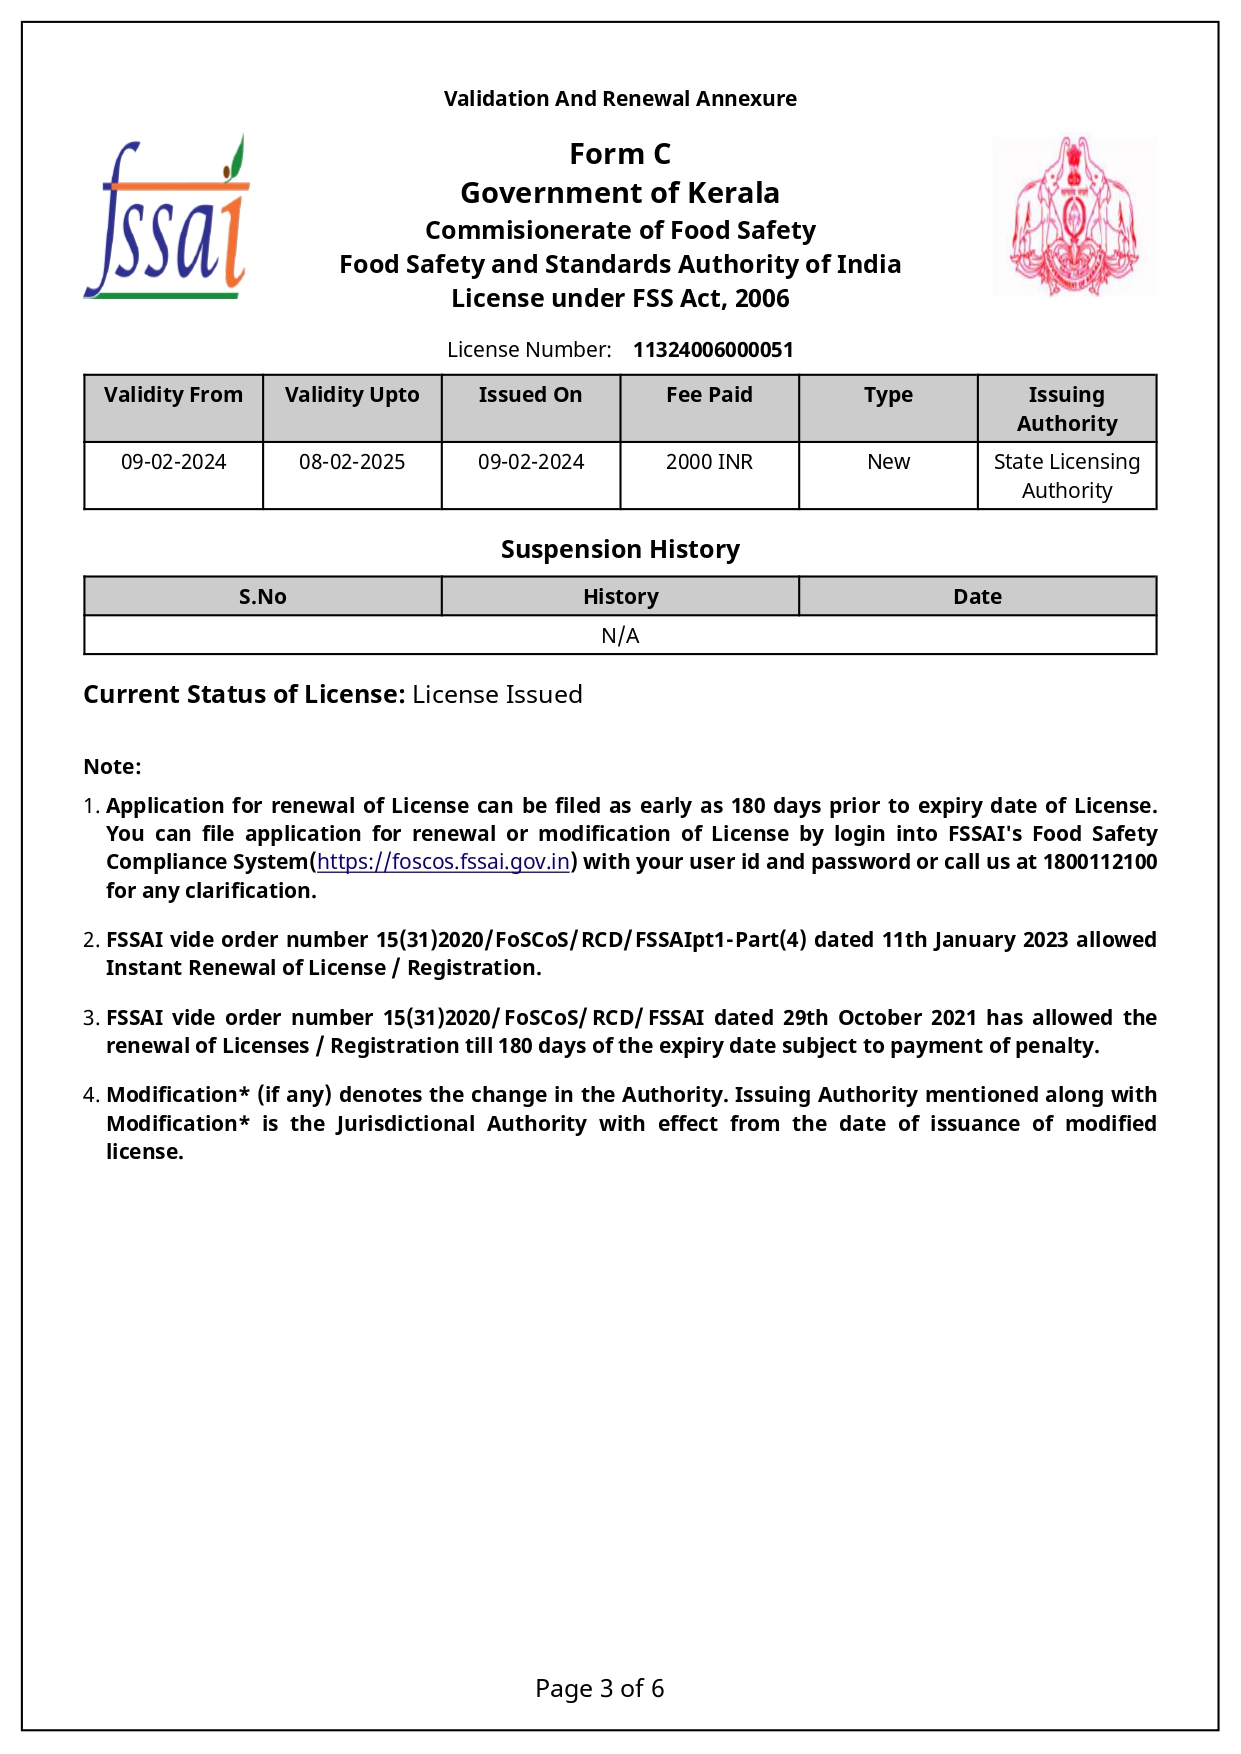 Validation And Renewal Annexure
fssai
Form C
Government of Kerala
Commisionerate of Food Safety
Food Safety and Standards Authority of India
License under FSS Act, 2006
License Number: 11324006000051
Validity From Validity Upto Issued On Fee Paid Type Issuing
Authority
09-02-2024 08-02-2025 09-02-2024 2000 INR New State Licensing
Authority
Suspension History
S.No History Date
N/A
Current Status of License: License Issued
Note:
1. Application for renewal of License can be filed as early as 180 days prior to expiry date of License.
You can file application for renewal or modification of License by login into FSSAI's Food Safety
Compliance System(https://foscos.fssai.gov.in) with your user id and password or call us at 1800112100
for any clarification.
2. FSSAI vide order number 15(31)2020/FoSCoS/RCD/FSSAIpt1-Part(4) dated 11th January 2023 allowed
Instant Renewal of License / Registration.
3. FSSAI vide order number 15(31)2020/FoSCoS/RCD/FSSAI dated 29th October 2021 has allowed the
renewal of Licenses / Registration till 180 days of the expiry date subject to payment of penalty.
4. Modification* (if any) denotes the change in the Authority. Issuing Authority mentioned along with
Modification* is the Jurisdictional Authority with effect from the date of issuance of modified
license.
Page 3 of 6